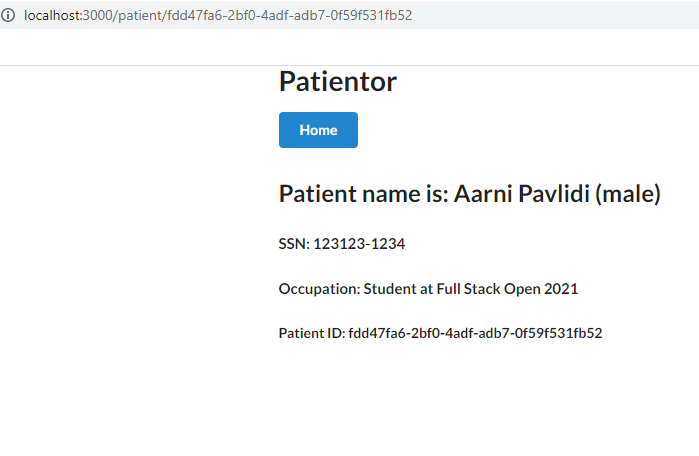 localhost:3000/patient/fdd47fa6-2bf0-4adf-adb7-0f59f531fb52
Patientor
Home
Patient name is: Aarni Pavlidi (male)
SSN: 123123-1234
Occupation: Student at Full Stack Open 2021
Patient ID: fdd47fa6-2bf0-4adf-adb7-0f59f531fb52